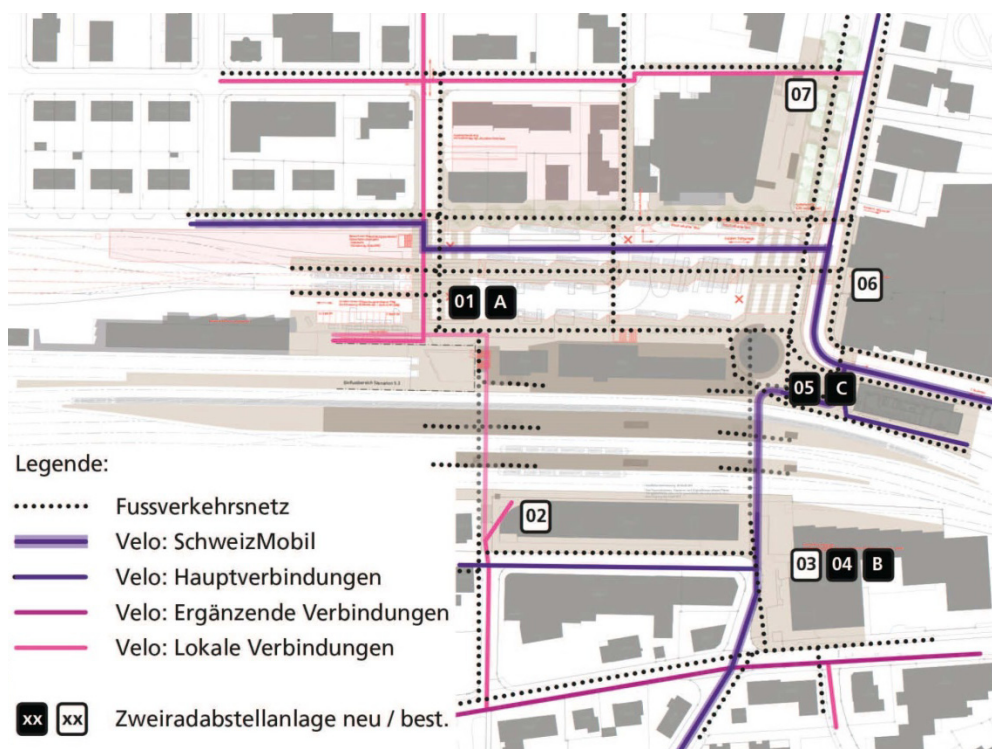 07
06
01 A
05 C
02
03 04 B
Legende:
Fussverkehrsnetz
Velo: SchweizMobil
Velo: Hauptverbindungen
Velo: Ergänzende Verbindungen
Velo: Lokale Verbindungen
xx xx Zweiradabstellanlage neu / best.